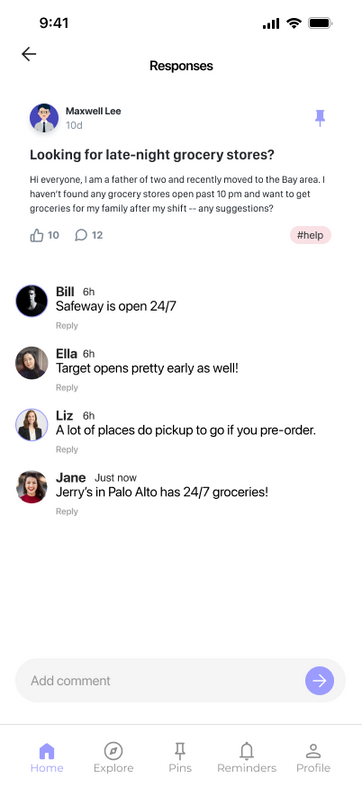 9:41
Responses
Maxwell Lee
10d
Looking for late-night grocery stores?
Hi everyone, I am a father of two and recently moved to the Bay area. I
haven't found any grocery stores open past 10 pm and want to get
groceries for my family after my shift -- any suggestions?
10 12 #help
Bill 6h
Safeway is open 24/7
Reply
Ella 6h
Target opens pretty early as well!
Reply
Liz 6h
A lot of places do pickup to go if you pre-order.
Reply
Jane Just now
Jerry's in Palo Alto has 24/7 groceries!
Reply
Add comment
Home Explore Pins Reminders Profile